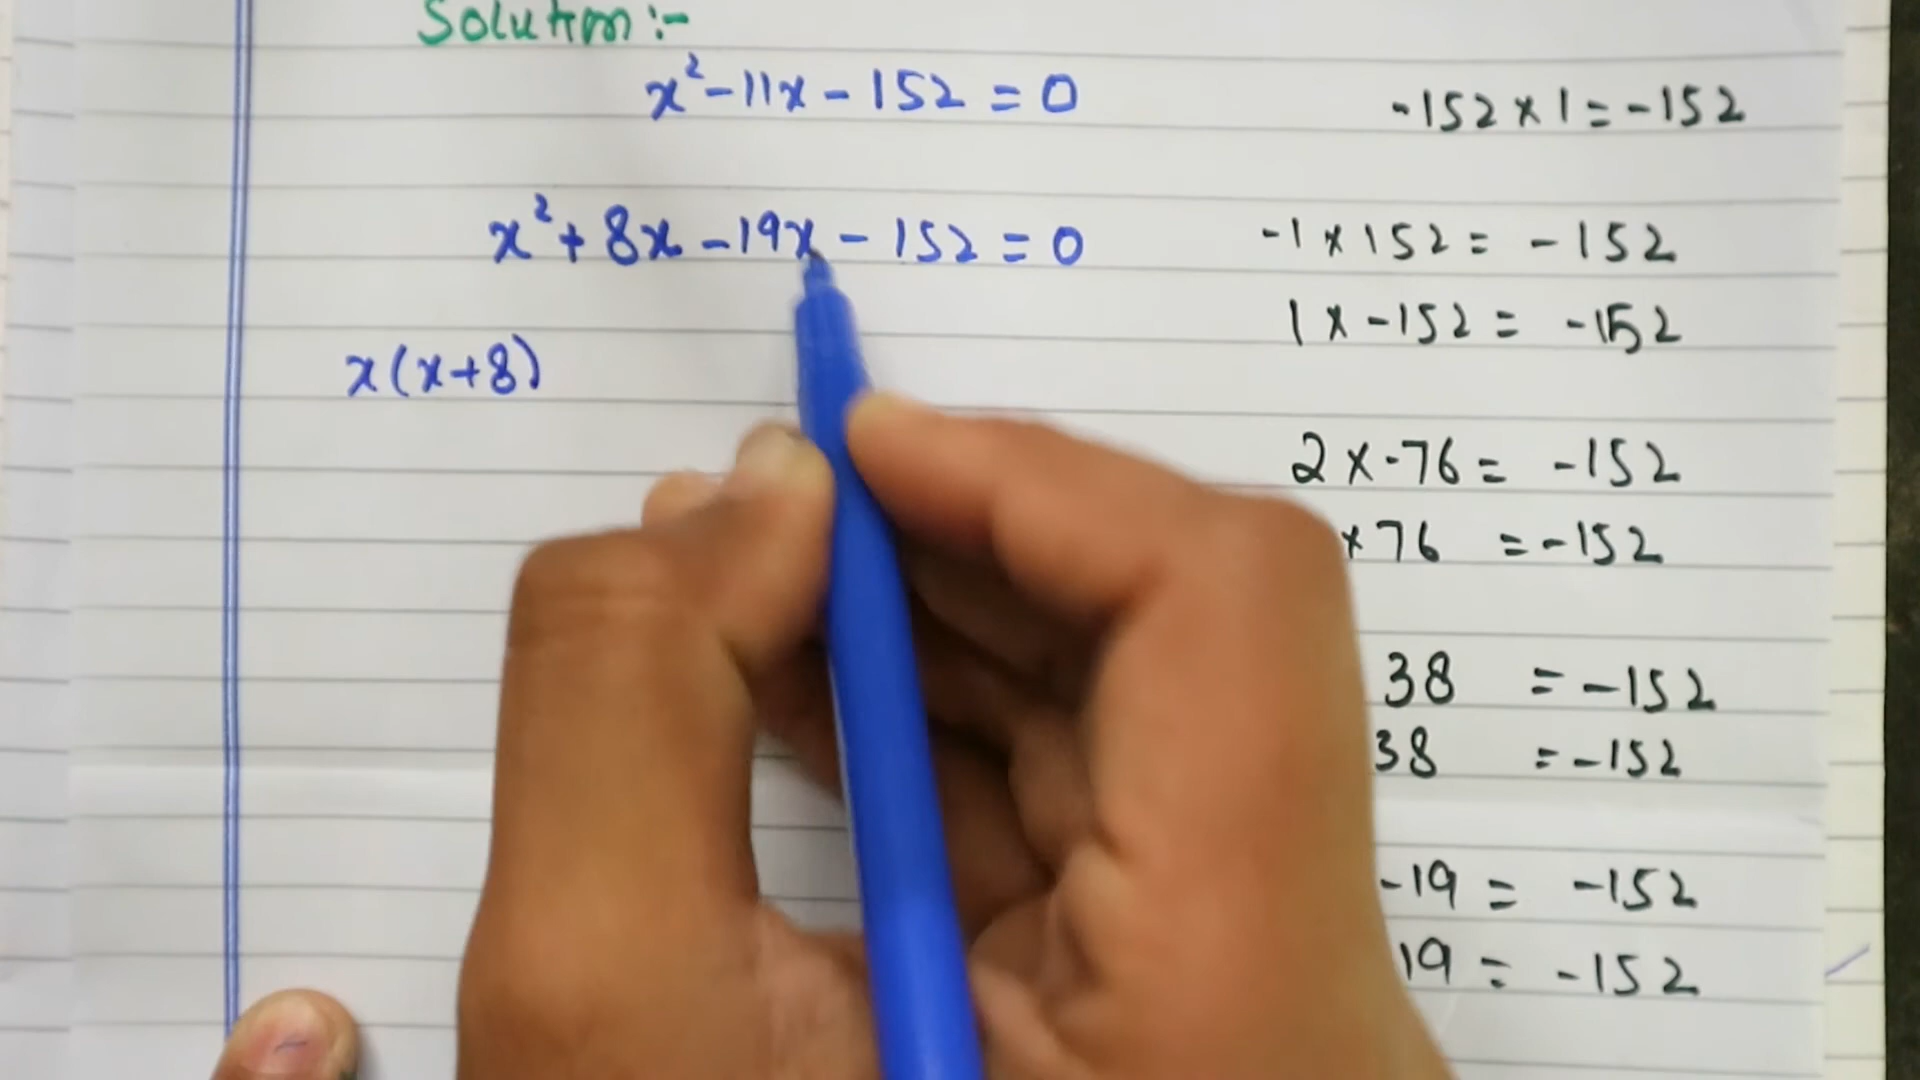 Solution :-
x² - 11x - 152 = 0
x² + 8x - 19x - 152 = 0
x(x+8)
-152 × 1 = -152
-1 × 152 = -152
1 × -152 = -152
2 × -76 = -152
× 76 = -152
38 = -152
38 = -152
-19 = -152
19 = -152